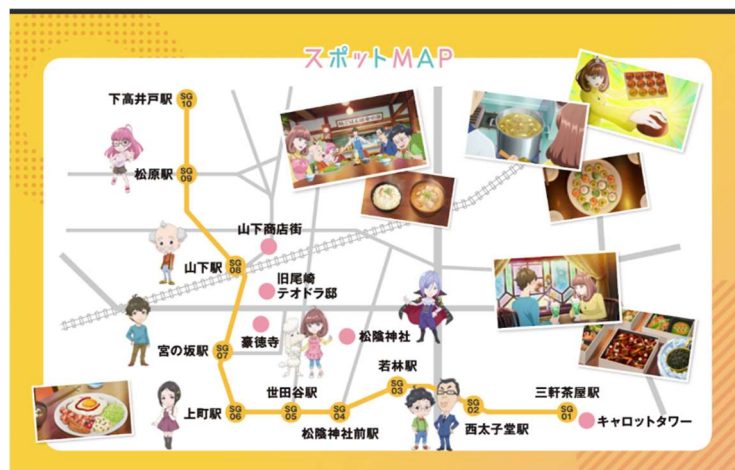 スポットMAP
下高井戸駅
SG
10
松原駅
SG
09
山下商店街
山下駅
SG
08
旧尾崎
テオドラ邸
豪徳寺
松陰神社
宮の坂駅
SG
07
若林駅
SG
03
世田谷駅
三軒茶屋駅
上町駅
SG
06
SG
05
SG
04
SG
02
SG
01
キャロットタワー
松陰神社前駅
西太子堂駅